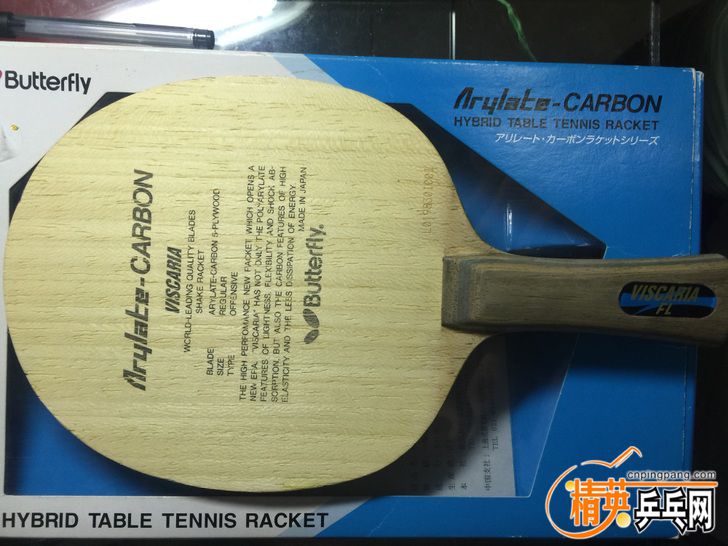 Butterfly
Arylate-CARBON
HYBRID TABLE TENNIS RACKET
アリレート・カーボンラケットシリーズ
Arylate-CARBON
VISCARIA
WORLD-LEADING QUALITY BLADES
SHAKE RACKET
BLADE ARYLATE-CARBON 5-PLYWOOD
SIZE REGULAR
TYPE OFFENSIVE
THE HIGH PERFOMANCE NEW RACKET WHICH OPENS A
NEW ERA. "VISCARIA" HAS NOT ONLY THE POLYARYLATE
FEATURES OF LIGHTNESS, FLEXIBILITY AND SHOCK AB-
SORPTION, BUT ALSO THE CARBON FEATURES OF HIGH
ELASTICITY AND THE LESS DISSIPATION OF ENERGY.
MADE IN JAPAN
Butterfly.
VISCARIA
FL
HYBRID TABLE TENNIS RACKET
cnpingpang.com
精英乒乓网